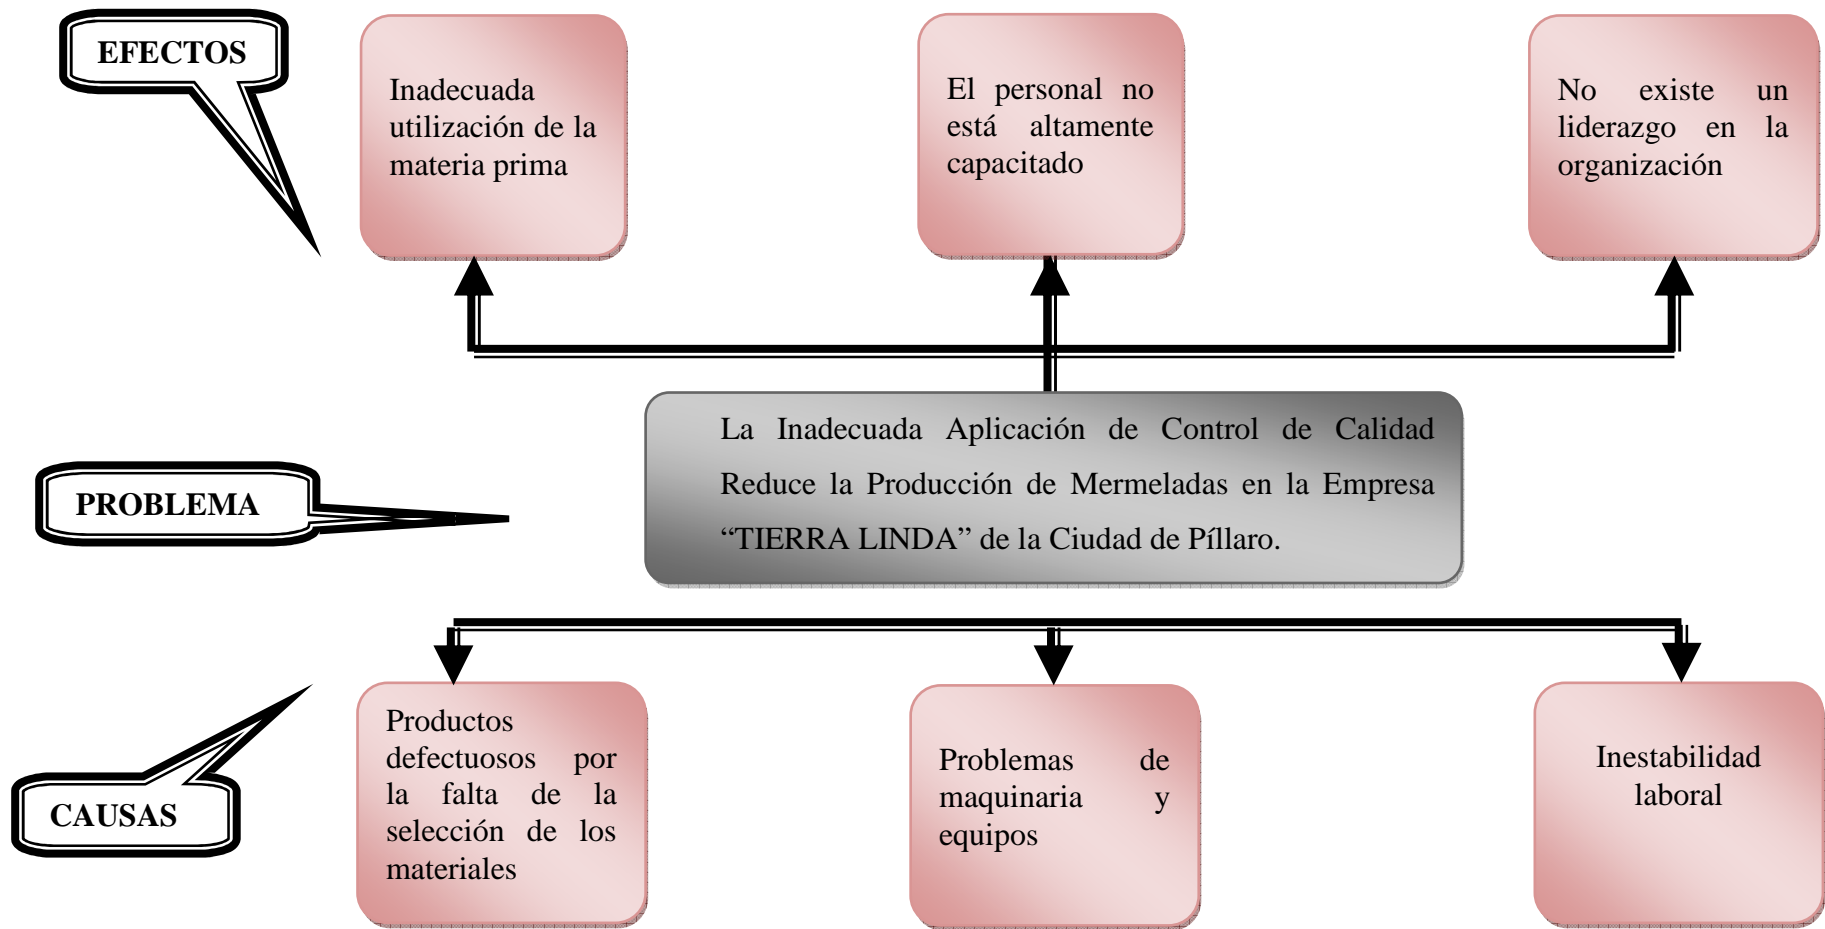 EFECTOS
Inadecuada
utilización de la
materia prima
El personal no
está altamente
capacitado
No existe un
liderazgo en la
organización
PROBLEMA
La Inadecuada Aplicación de Control de Calidad
Reduce la Producción de Mermeladas en la Empresa
“TIERRA LINDA” de la Ciudad de Píllaro.
CAUSAS
Productos
defectuosos por
la falta de la
selección de los
materiales
Problemas de
maquinaria y
equipos
Inestabilidad
laboral